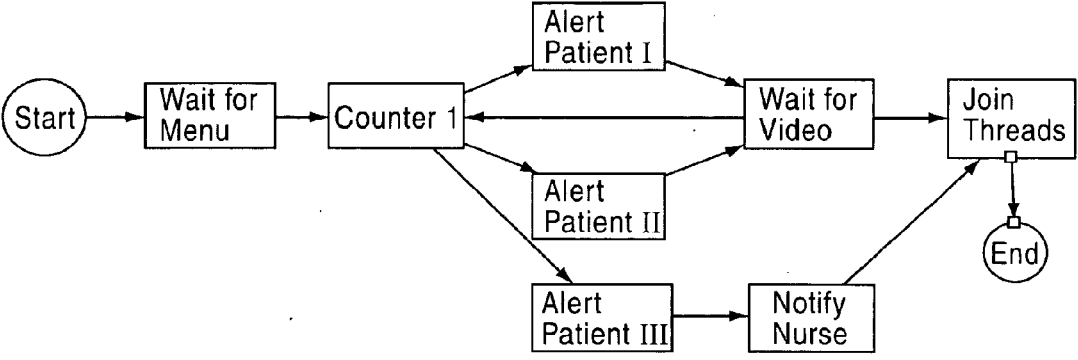 Start
Wait for
Menu
Counter 1
Alert
Patient I
Alert
Patient II
Alert
Patient III
Wait for
Video
Notify
Nurse
Join
Threads
End